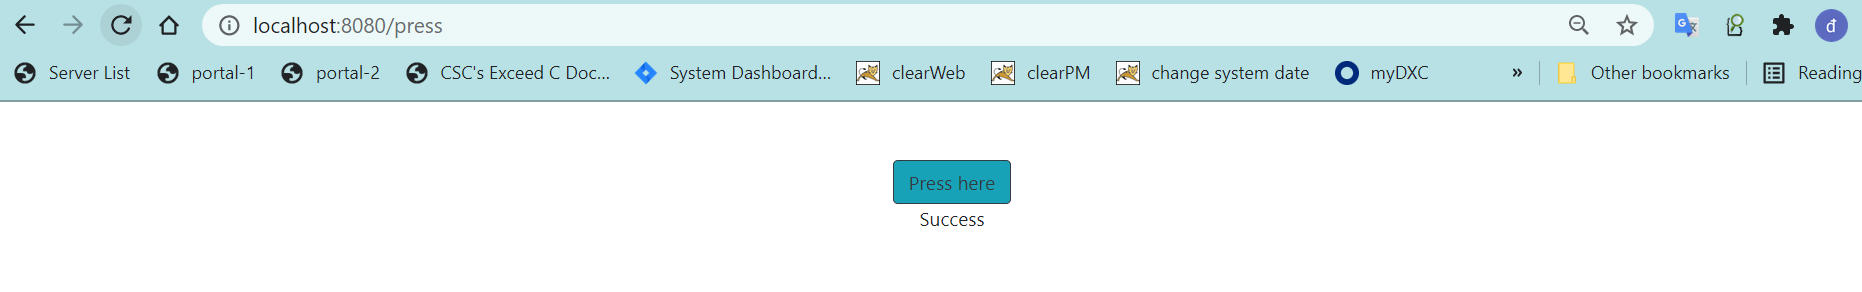 localhost:8080/press
Server List portal-1 portal-2 CSC's Exceed C Doc... System Dashboard... clearWeb clearPM change system date myDXC » Other bookmarks Reading
Press here
Success